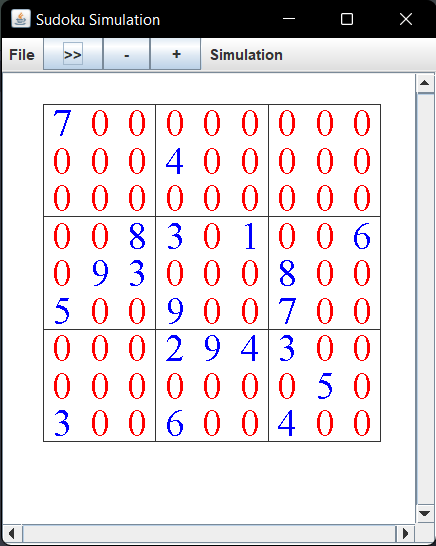 Sudoku Simulation
File >> - + Simulation
7 0 0 0 0 0 0 0 0
0 0 0 4 0 0 0 0 0
0 0 0 0 0 0 0 0 0
0 0 8 3 0 1 0 0 6
0 9 3 0 0 0 8 0 0
5 0 0 9 0 0 7 0 0
0 0 0 2 9 4 3 0 0
0 0 0 0 0 0 0 5 0
3 0 0 6 0 0 4 0 0